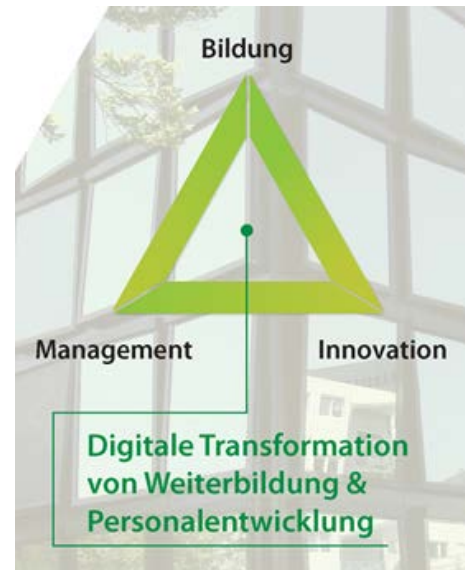 Bildung
Management Innovation
Digitale Transformation
von Weiterbildung &
Personalentwicklung